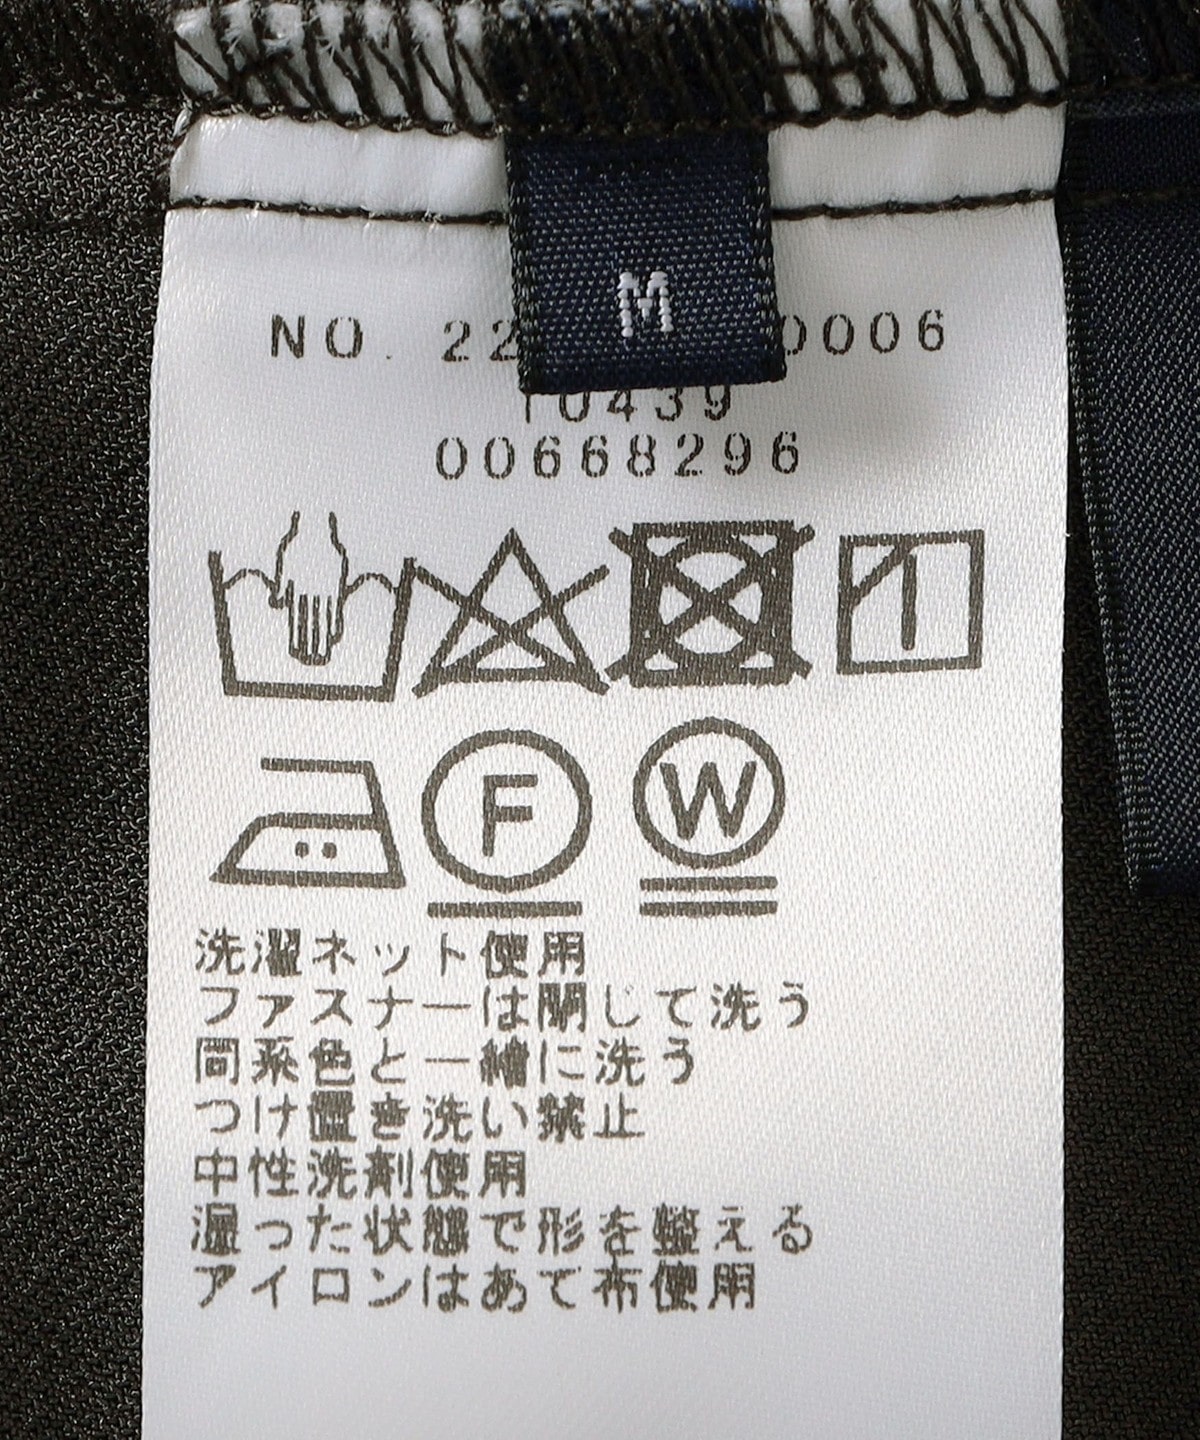 M
NO. 22 0006
10439
00668296
F
W
洗濯ネット使用
ファスナーは閉じて洗う
同系色と一緒に洗う
つけ置き洗い禁止
中性洗剤使用
湿った状態で形を整える
アイロンはあて布使用